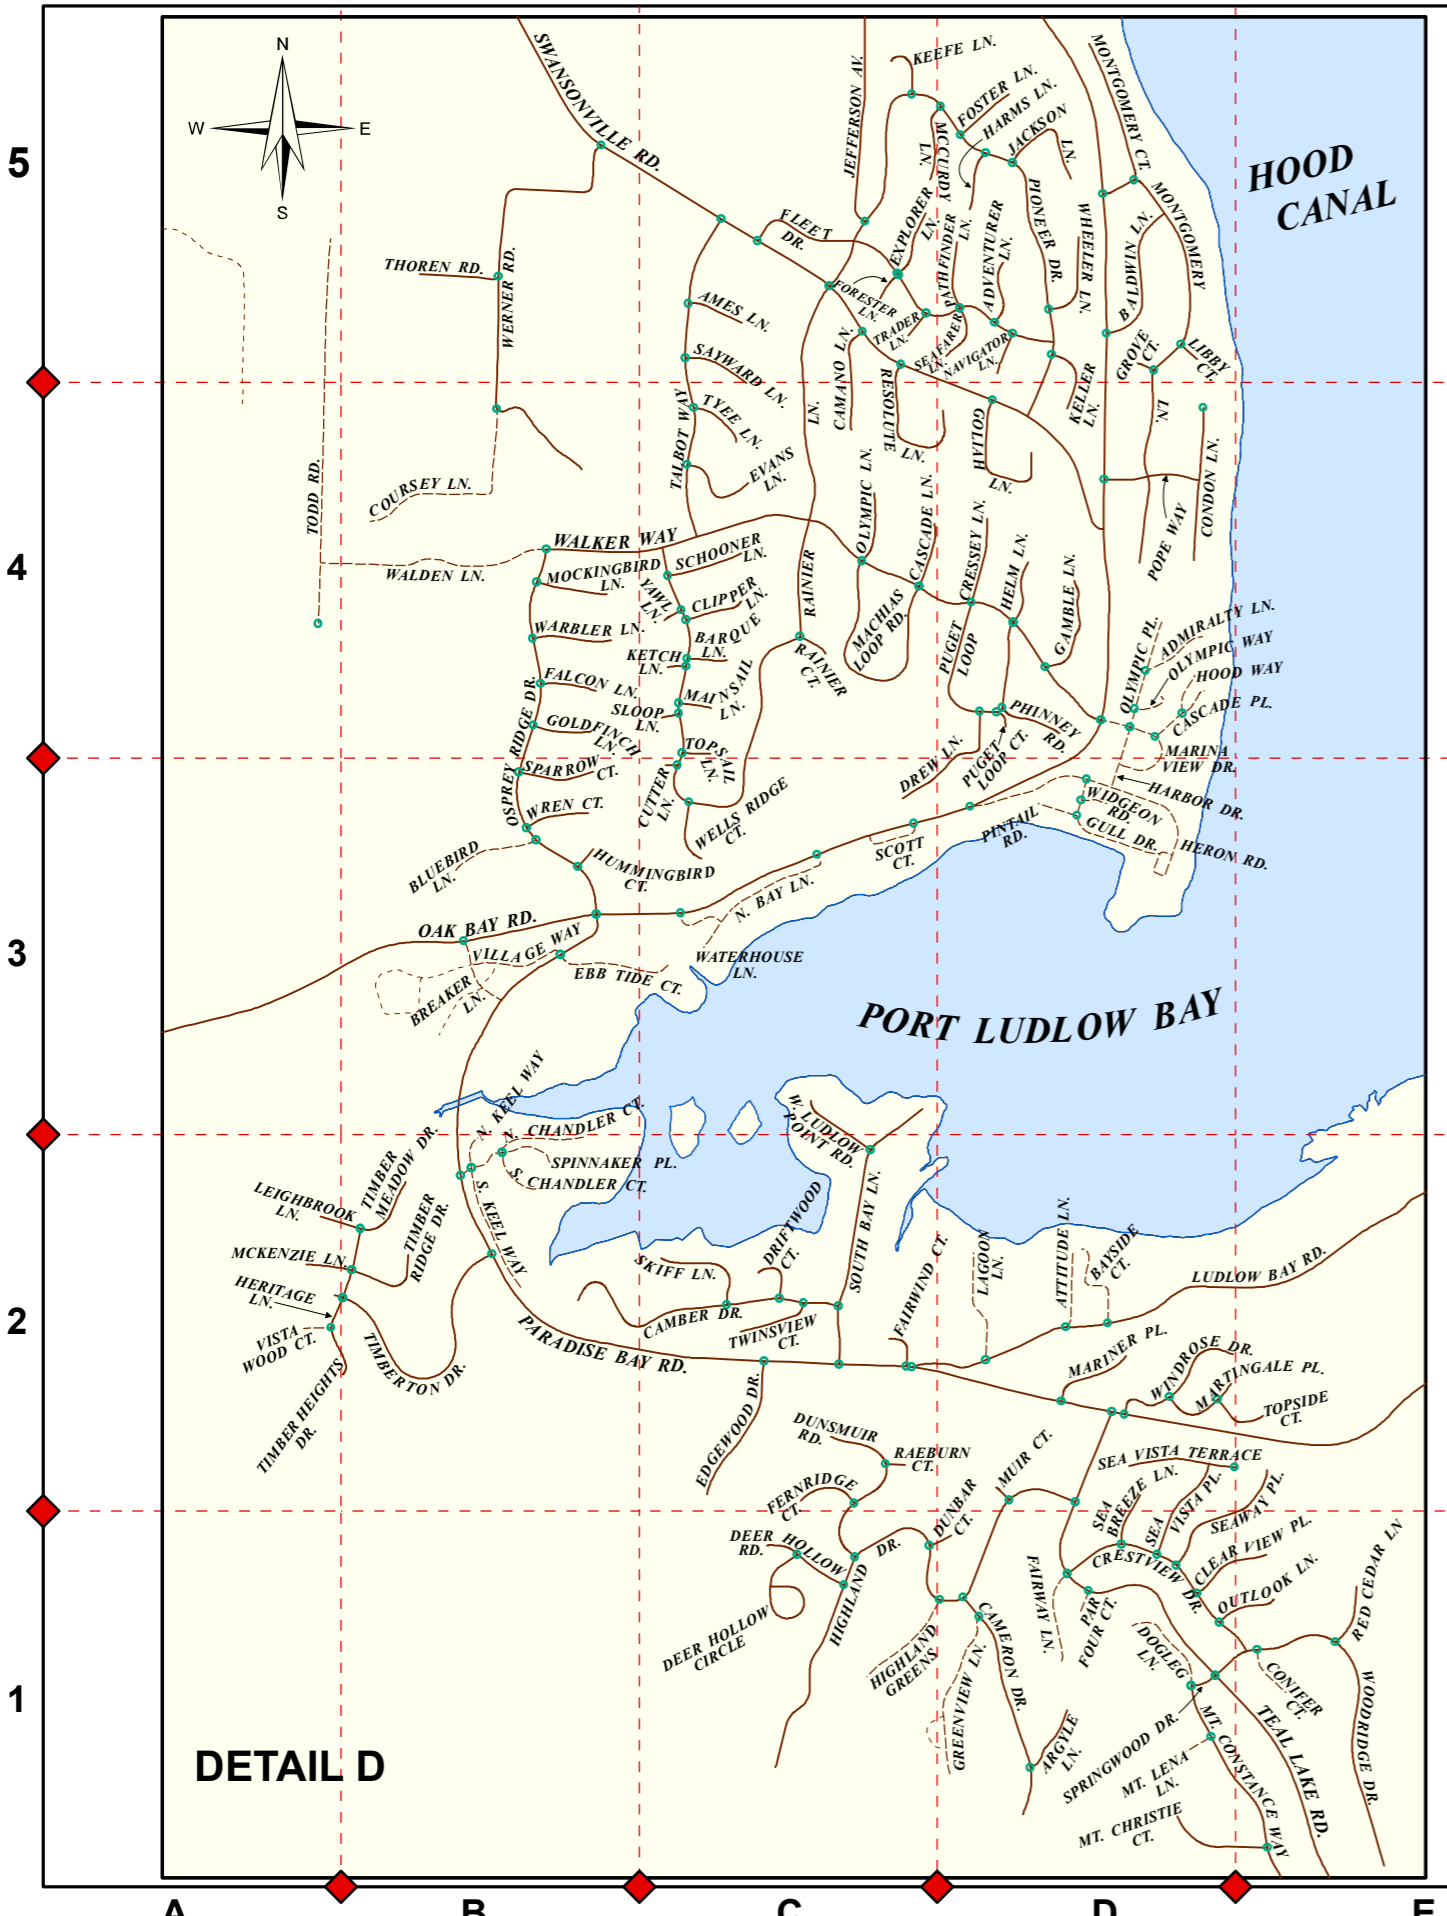 N
W
E
S
5
4
3
2
1
SWANSONVILLE RD.
JEFFERSON AV.
KEEFE LN.
FOSTER LN.
HARMS LN.
JACKSON
LN.
MCCURDY
LN.
MONTGOMERY CT.
MONTGOMERY
HOOD
CANAL
THOREN RD.
WERNER RD.
FLEET
DR.
EXPLORER
LN.
PATHFINDER
LN.
ADVENTURER
LN.
PIONEER DR.
WHEELER LN.
BALDWIN LN.
FORESTER
LN.
TRADER
LN.
SEAFARER
LN.
NAVIGATOR
LN.
GROVE
CT.
LIBBY
CT.
AMES LN.
SAYWARD LN.
TYEE LN.
EVANS
LN.
TALBOT WAY
LN.
CAMANO LN.
RESOLUTE
LN.
GOLIAH
LN.
KELLER
LN.
LN.
TODD RD.
COURSEY LN.
WALDEN LN.
WALKER WAY
OLYMPIC LN.
CASCADE LN.
CRESSEY LN.
HELM LN.
GAMBLE LN.
POPE WAY
CONDON LN.
MOCKINGBIRD
LN.
SCHOONER
LN.
YAWL
LN.
CLIPPER
LN.
RAINIER
RAINIER
CT.
MACHIAS
LOOP RD.
PUGET
LOOP
WARBLER LN.
BARQUE
LN.
KETCH
LN.
FALCON LN.
MAINSAIL
LN.
SLOOP
LN.
GOLDFINCH
LN.
TOPSAIL
LN.
OSPREY RIDGE DR.
SPARROW
CT.
CUTTER
LN.
WREN CT.
WELLS RIDGE
CT.
OLYMPIC PL.
ADMIRALTY LN.
OLYMPIC WAY
HOOD WAY
CASCADE PL.
PHINNEY
RD.
MARINA
VIEW DR.
DREW LN.
PUGET
LOOP CT.
HARBOR DR.
WIDGEON
RD.
PINTAIL
RD.
GULL DR.
HERON RD.
BLUEBIRD
LN.
HUMMINGBIRD
CT.
SCOTT
CT.
N. BAY LN.
OAK BAY RD.
VILLAGE WAY
WATERHOUSE
LN.
EBB TIDE CT.
BREAKER
LN.
PORT LUDLOW BAY
N. KEEL WAY
N. CHANDLER CT.
SPINNAKER PL.
S. CHANDLER CT.
S. KEEL WAY
W. LUDLOW
POINT RD.
TIMBER
MEADOW DR.
LEIGHBROOK
LN.
TIMBER
RIDGE DR.
MCKENZIE LN.
HERITAGE
LN.
VISTA
WOOD CT.
TIMBER HEIGHTS
DR.
TIMBERTON DR.
SKIFF LN.
DRIFTWOOD
CT.
SOUTH BAY LN.
FAIRWIND CT.
LAGOON
LN.
ATTITUDE LN.
BAYSIDE
CT.
LUDLOW BAY RD.
CAMBER DR.
TWINSVIEW
CT.
PARADISE BAY RD.
MARINER PL.
WINDROSE DR.
MARTINGALE PL.
TOPSIDE
CT.
EDGEWOOD DR.
DUNSMUIR
RD.
RAEBURN
CT.
MUIR CT.
SEA VISTA TERRACE
FERNRIDGE
CT.
DUNBAR
CT.
SEA
BREEZE LN.
SEA
VISTA PL.
SEAWAY PL.
DEER HOLLOW
RD.
HIGHLAND
DR.
CRESTVIEW DR.
CLEAR VIEW PL.
OUTLOOK LN.
RED CEDAR LN
DEER HOLLOW
CIRCLE
HIGHLAND
GREENS
CAMERON DR.
FAIRWAY LN.
PAR
FOUR CT.
DOGLEG
LN.
CONIFER
CT.
GREENVIEW LN.
ARGYLE
LN.
SPRINGWOOD DR.
MT. LENA
LN.
MT. CONSTANCE WAY
TEAL LAKE RD.
WOODRIDGE DR.
MT. CHRISTIE
CT.
DETAIL D
A
B
C
D
E